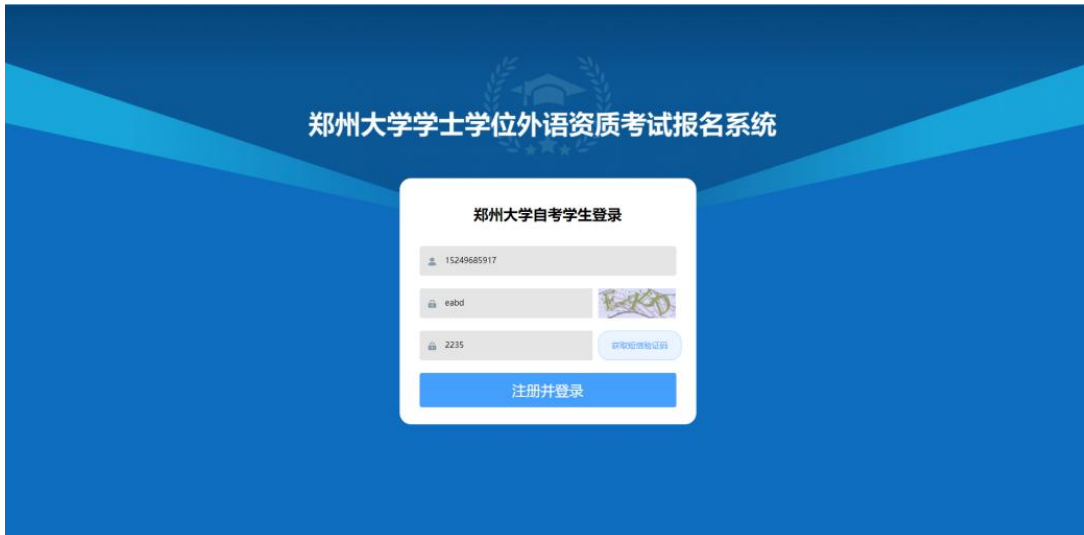 郑州大学学士学位外语资质考试报名系统
郑州大学自考学生登录
15249685917
eabd
2235
获取短信验证码
注册并登录